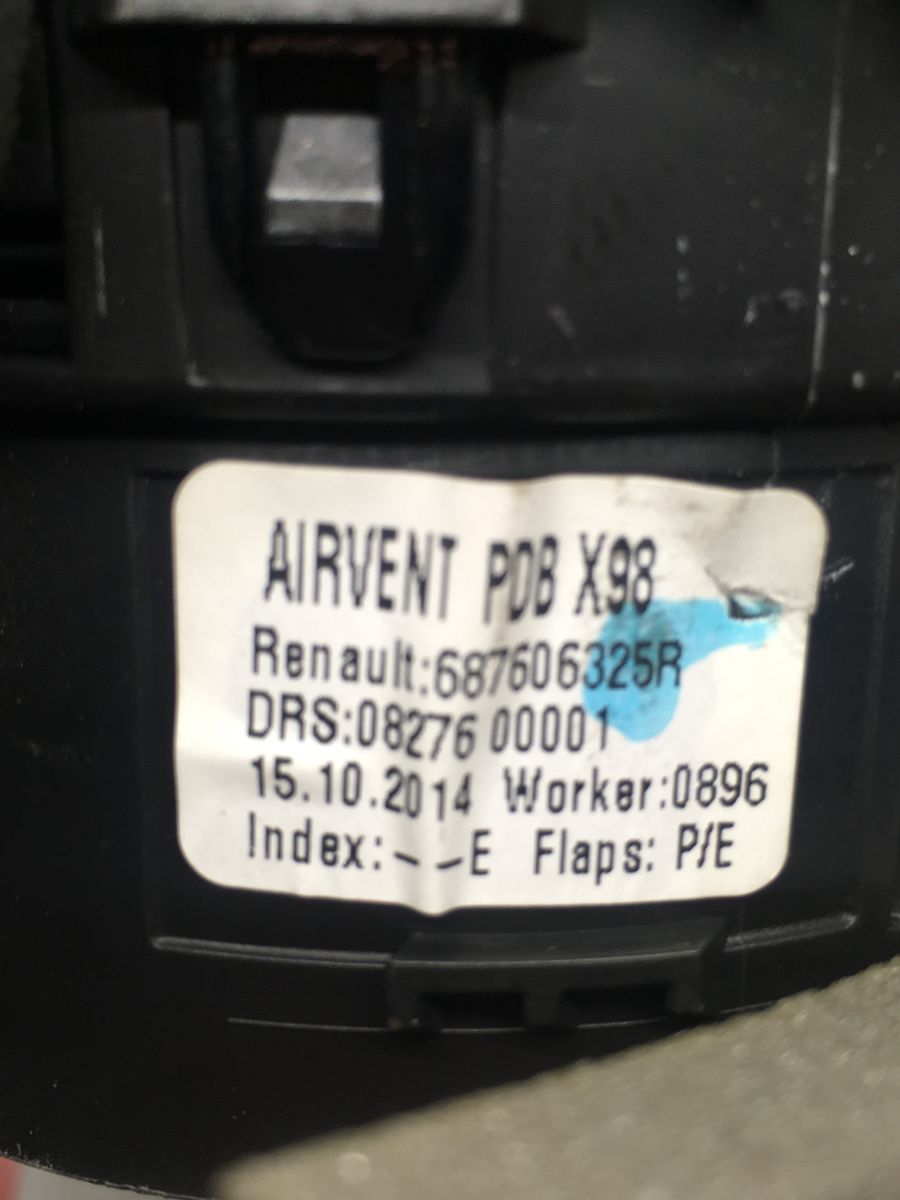 AIRVENT PDB X98
Renault:687606325R
DRS:08276 00001
15.10.2014 Worker:0896
Index:--E Flaps: P/E